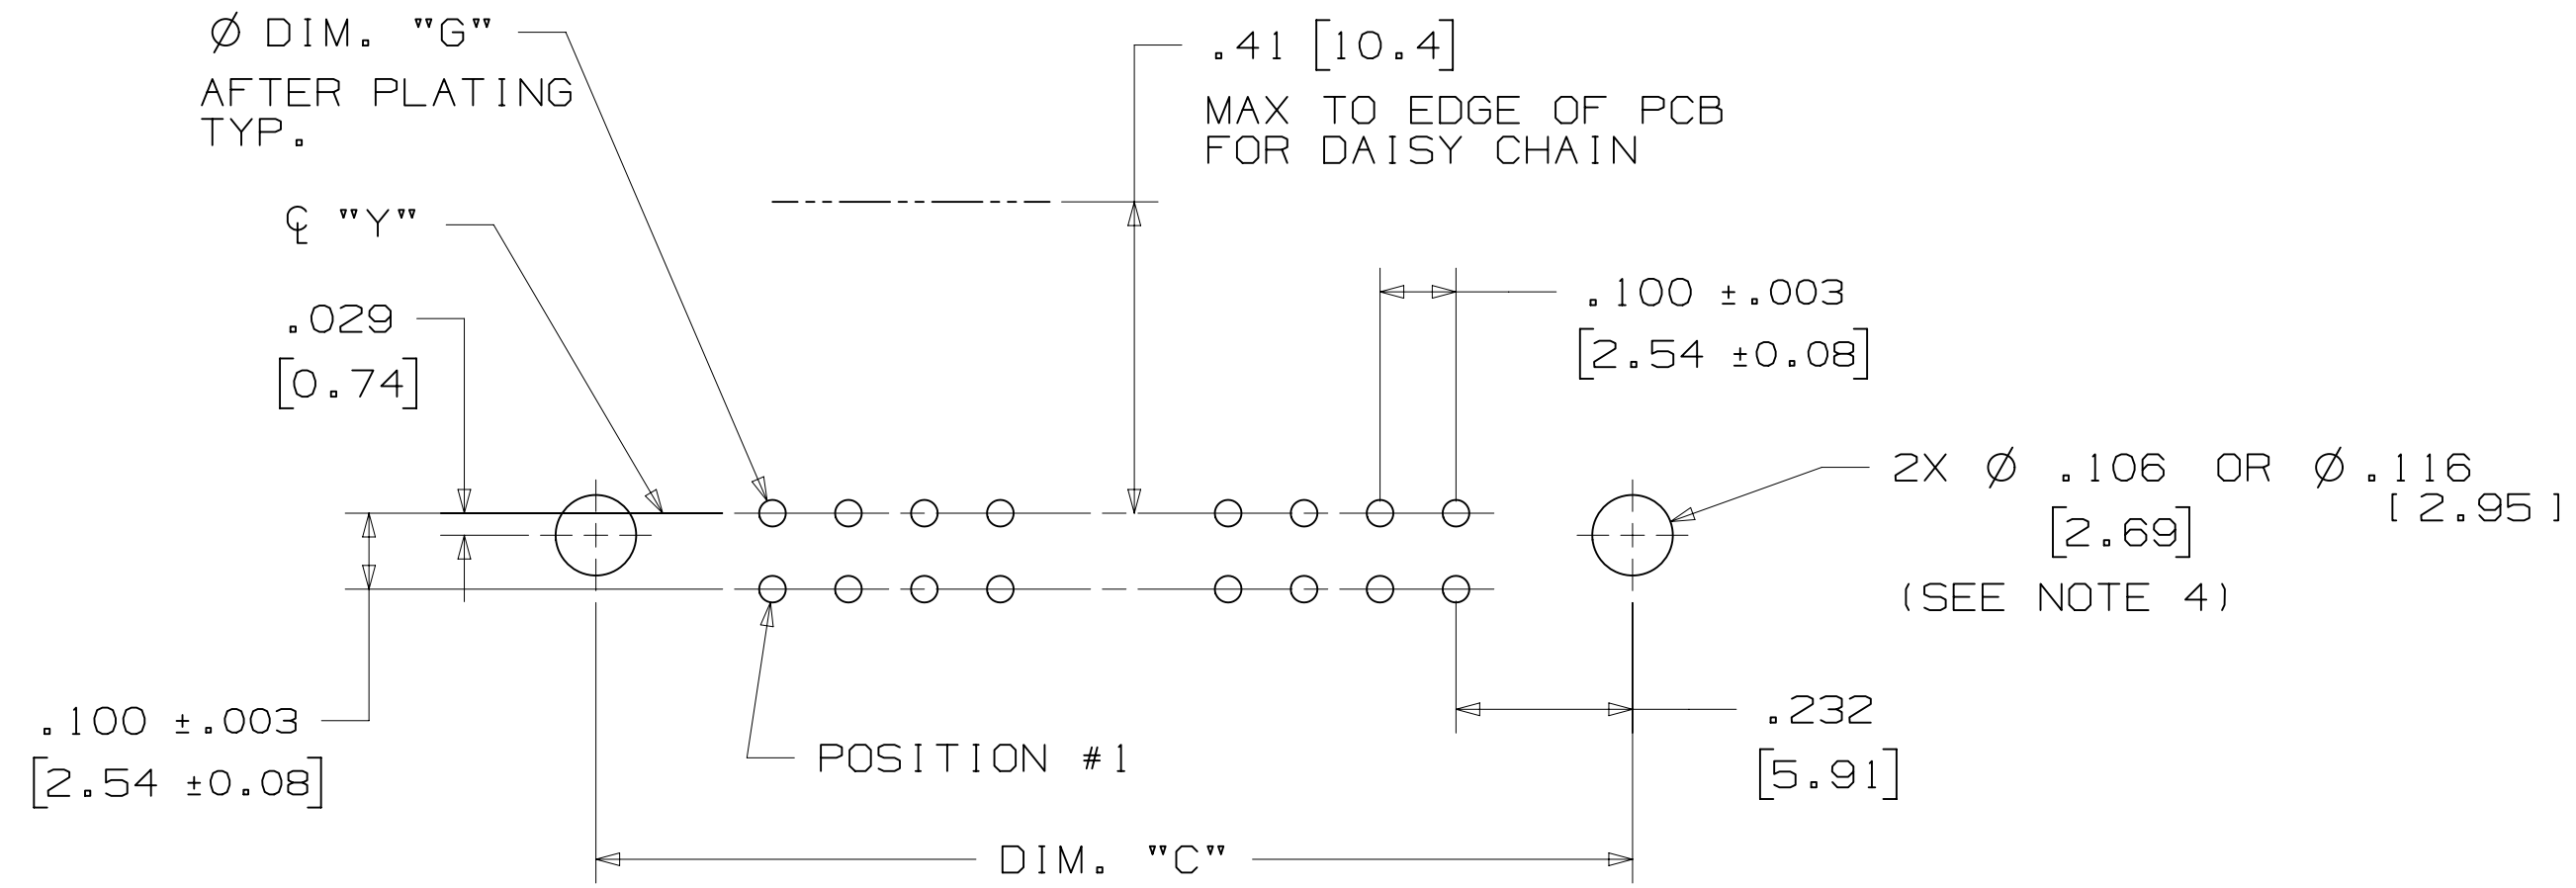 Ø DIM. "G"
AFTER PLATING
TYP.
.41 [10.4]
MAX TO EDGE OF PCB
FOR DAISY CHAIN
℄ "Y"
.029
[0.74]
.100 ±.003
[2.54 ±0.08]
2X Ø .106 OR Ø .116
[2.95]
[2.69]
(SEE NOTE 4)
.100 ±.003
[2.54 ±0.08]
POSITION #1
.232
[5.91]
DIM. "C"